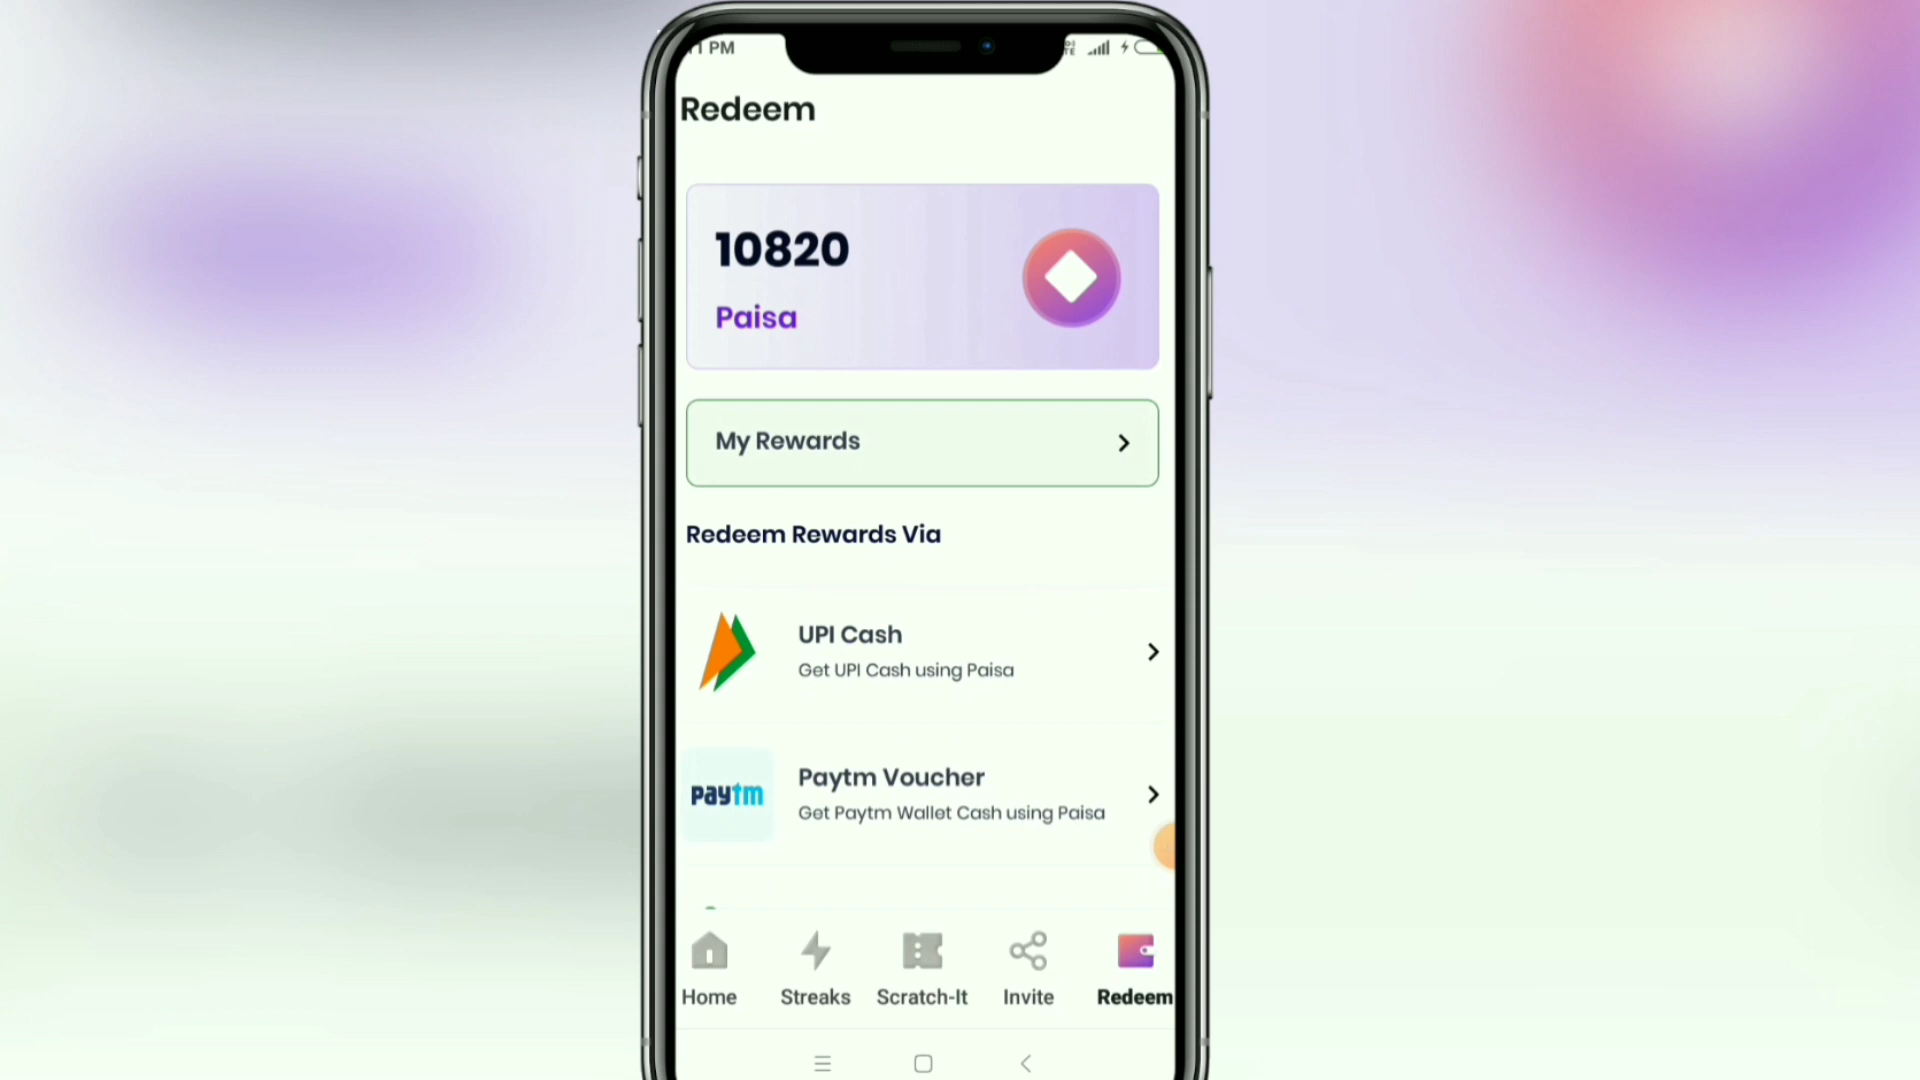 PM
Redeem
10820
Paisa
My Rewards
Redeem Rewards Via
UPI Cash
Get UPI Cash using Paisa
paytm
Paytm Voucher
Get Paytm Wallet Cash using Paisa
Home
Streaks
Scratch-It
Invite
Redeem